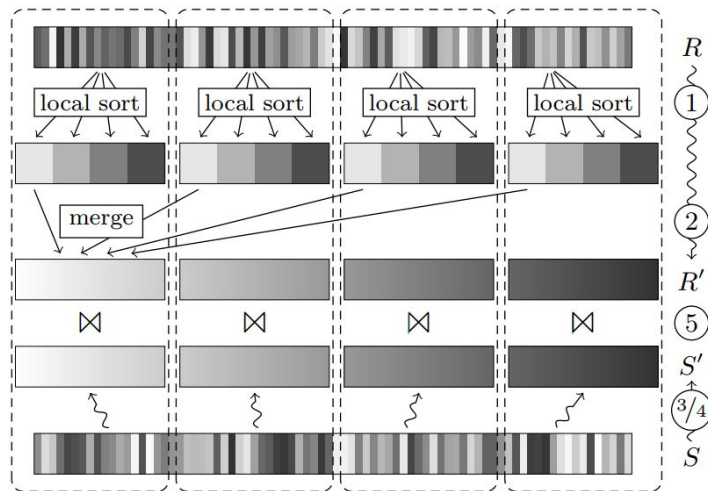 R
local sort local sort local sort local sort
1
merge
2
R′
⋈ ⋈ ⋈ ⋈
5
S′
3/4
S